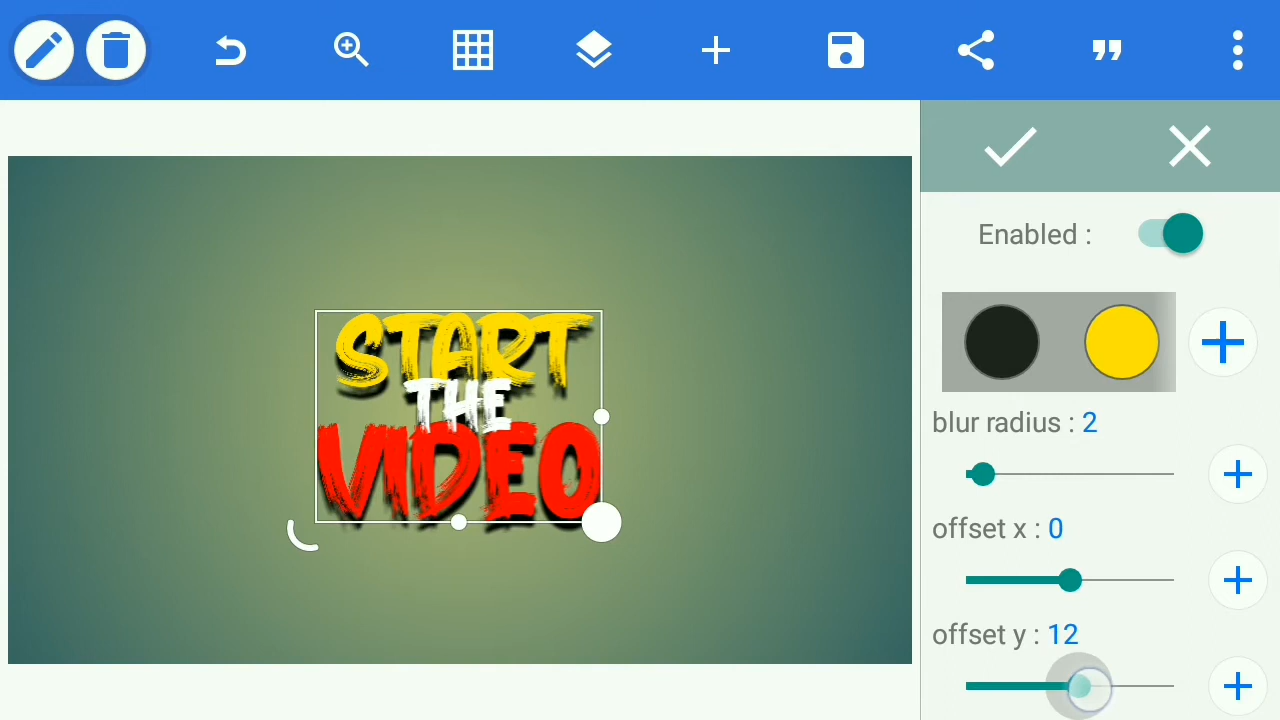 Enabled :
START
THE
VIDEO
blur radius : 2
offset x : 0
offset y : 12